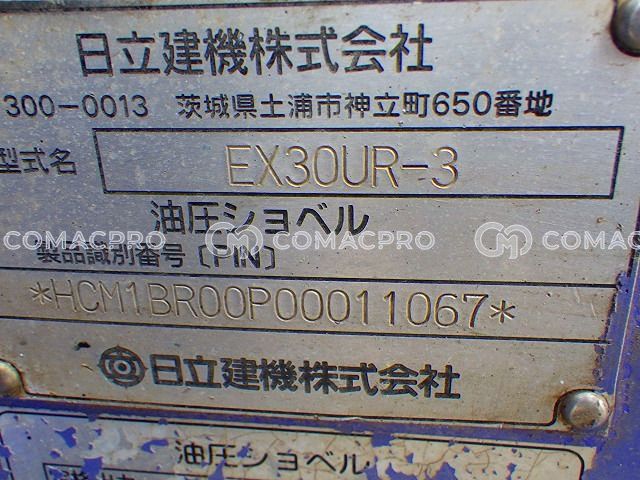 日立建機株式会社
300-0013 茨城県土浦市神立町650番地
型式名 EX30UR-3
油圧ショベル
COMACPRO COMACPRO COMACPRO
製品識別番号 (PIN)
*HCM1BR00P00011067*
日立建機株式会社
油圧ショベル